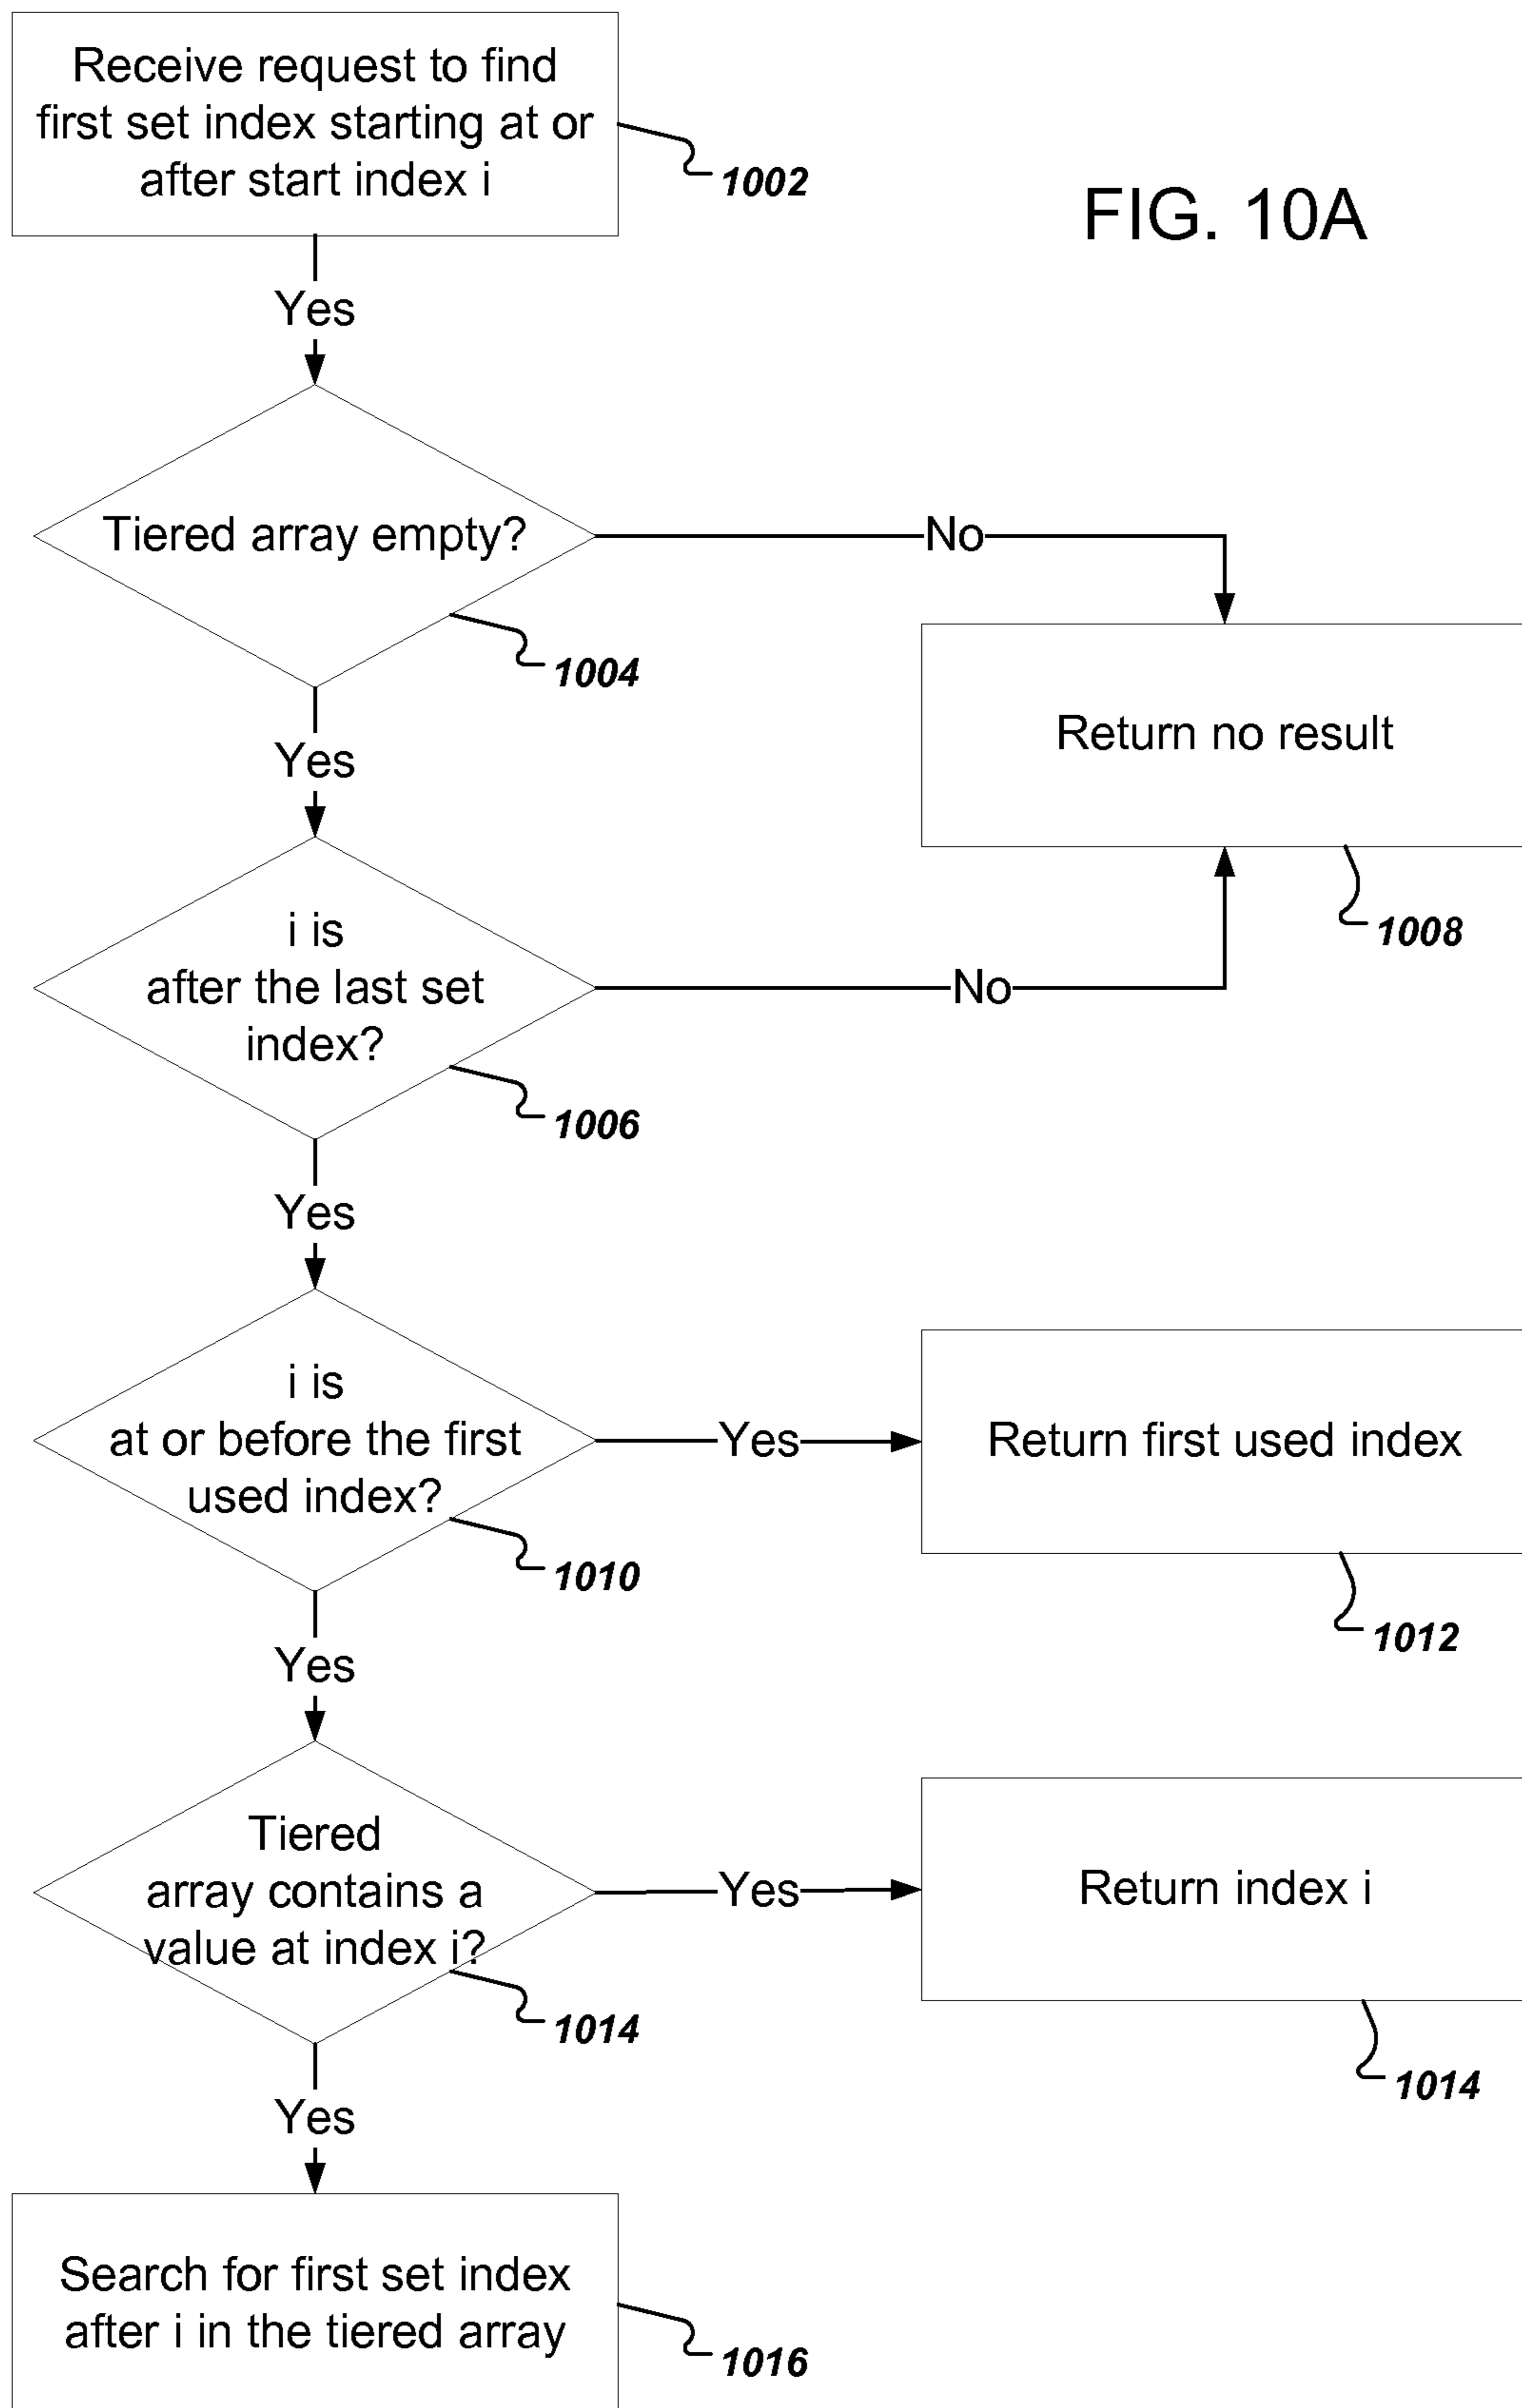 Receive request to find
first set index starting at or
after start index i
1002
FIG. 10A
Yes
Tiered array empty?
No
1004
Return no result
1008
Yes
i is
after the last set
index?
No
1006
Yes
i is
at or before the first
used index?
Yes
Return first used index
1010
1012
Yes
Tiered
array contains a
value at index i?
Yes
Return index i
1014
1014
Yes
Search for first set index
after i in the tiered array
1016